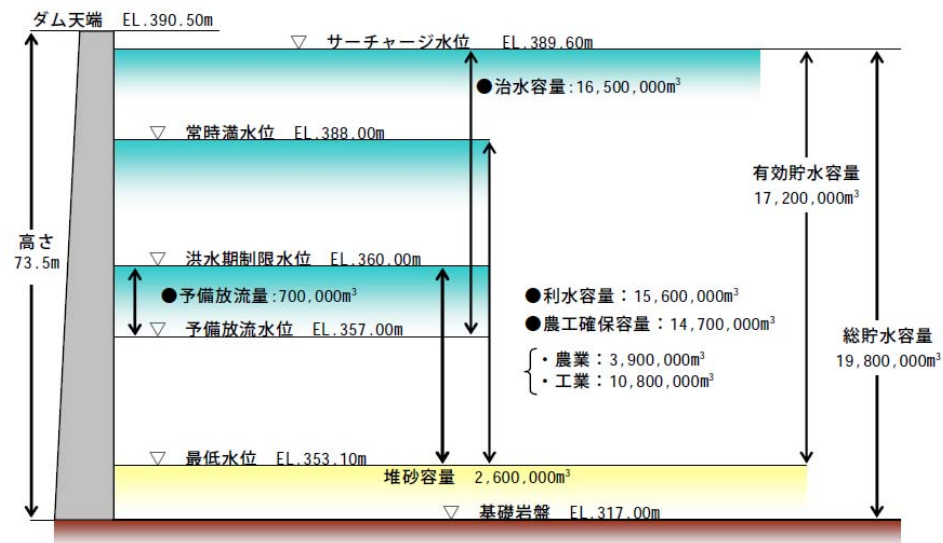 ダム天端 EL.390.50m
▽ サーチャージ水位 EL.389.60m
●治水容量:16,500,000m³
▽ 常時満水位 EL.388.00m
有効貯水容量
17,200,000m³
高さ
73.5m
▽ 洪水期制限水位 EL.360.00m
●予備放流量:700,000m³
●利水容量：15,600,000m³
▽ 予備放流水位 EL.357.00m
●農工確保容量：14,700,000m³
・農業：3,900,000m³
・工業：10,800,000m³
総貯水容量
19,800,000m³
▽ 最低水位 EL.353.10m
堆砂容量 2,600,000m³
▽ 基礎岩盤 EL.317.00m